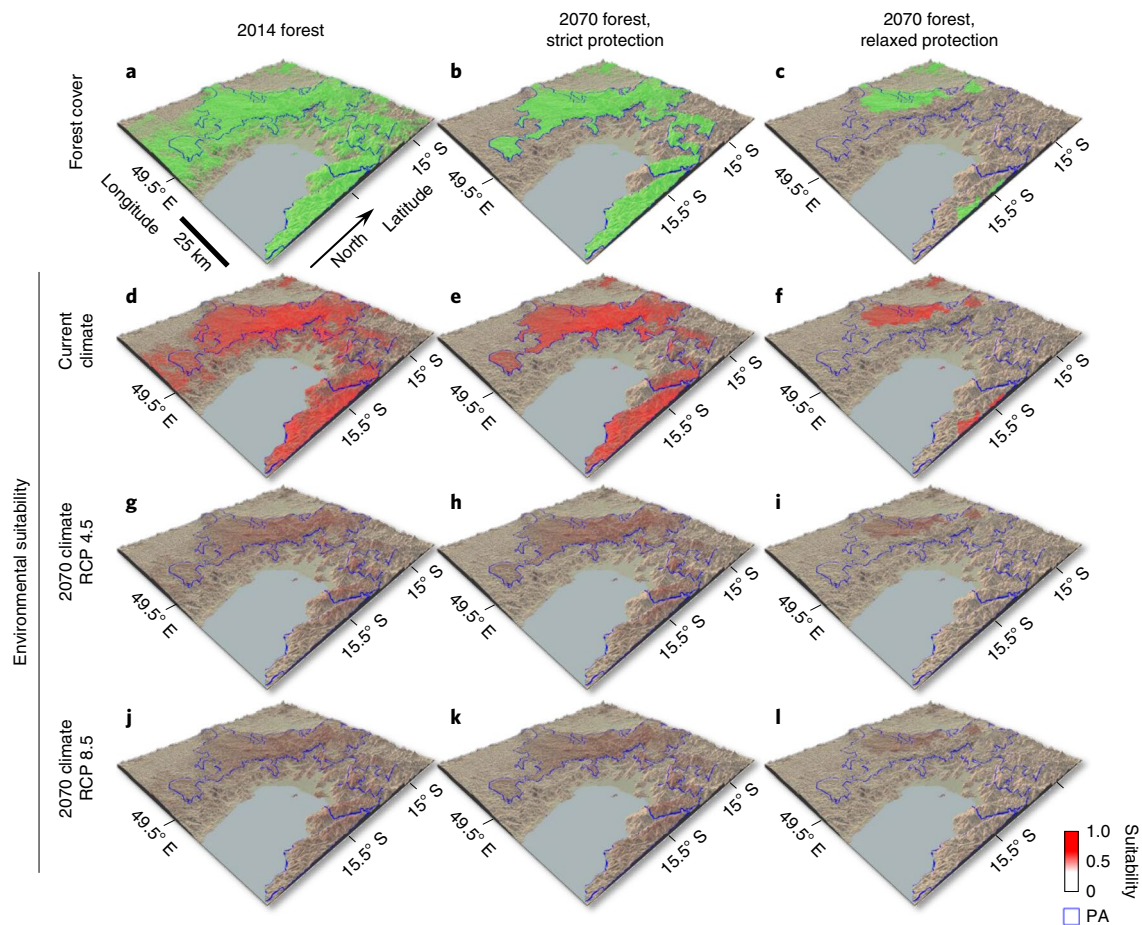 2014 forest
2070 forest,
strict protection
2070 forest,
relaxed protection
Forest cover
a
b
c
49.5° E
Longitude
25 km
North
Latitude
15° S
49.5° E
15.5° S
15° S
49.5° E
15.5° S
15° S
Environmental suitability
Current
climate
d
e
f
49.5° E
15.5° S
15° S
49.5° E
15.5° S
15° S
49.5° E
15.5° S
15° S
2070 climate
RCP 4.5
g
h
i
49.5° E
15.5° S
15° S
49.5° E
15.5° S
15° S
49.5° E
15.5° S
15° S
2070 climate
RCP 8.5
j
k
l
49.5° E
15.5° S
15° S
49.5° E
15.5° S
15° S
49.5° E
15.5° S
1.0
0.5
0
Suitability
PA